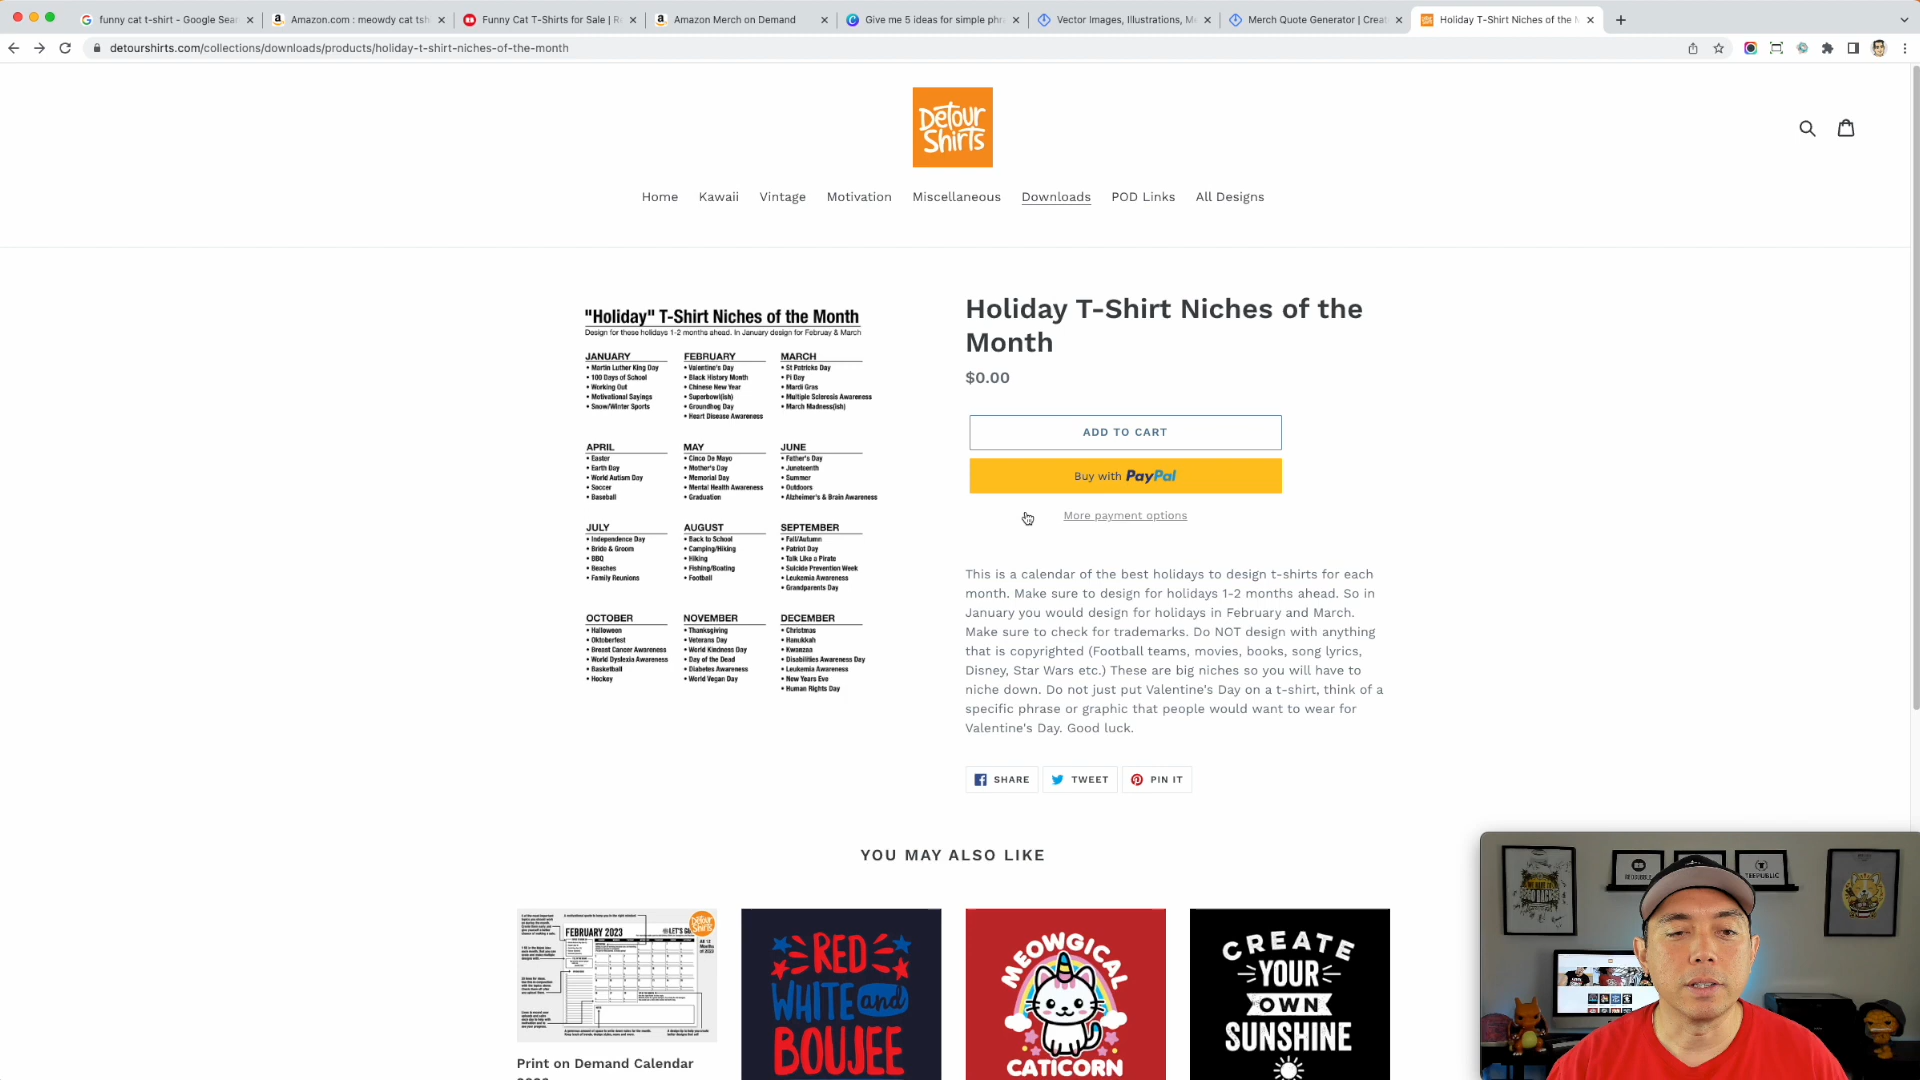 funny cat t-shirt - Google Sear
Amazon.com : meowdy cat tsh
Funny Cat T-Shirts for Sale | Re
Amazon Merch on Demand
Give me 5 ideas for simple phr
Vector Images, Illustrations, M
Merch Quote Generator | Creat
Holiday T-Shirt Niches of the M
detourshirts.com/collections/downloads/products/holiday-t-shirt-niches-of-the-month
Detour
Shirts
Home Kawaii Vintage Motivation Miscellaneous Downloads POD Links All Designs
"Holiday" T-Shirt Niches of the Month
Design for those holidays 1-2 months ahead. In January design for Februay & March
JANUARY
• Martin Luther King Day
• 100 Days of School
• Working Out
• Motivational Sayings
• Snow/Winter Sports
FEBRUARY
• Valentine's Day
• Black History Month
• Chinese New Year
• Superbowl(ish)
• Groundhog Day
• Heart Disease Awareness
MARCH
• St Patricks Day
• Pi Day
• Mardi Gras
• Multiple Sclerosis Awareness
• March Madness(ish)
APRIL
• Easter
• Earth Day
• World Autism Day
• Soccer
• Baseball
MAY
• Cinco De Mayo
• Mother's Day
• Memorial Day
• Mental Health Awareness
• Graduation
JUNE
• Father's Day
• Juneteenth
• Summer
• Outdoors
• Alzheimer's & Brain Awareness
JULY
• Independence Day
• Bride & Groom
• BBQ
• Beaches
• Family Reunions
AUGUST
• Back to School
• Camping/Hiking
• Hiking
• Fishing/Boating
• Football
SEPTEMBER
• Fall/Autumn
• Patriot Day
• Talk Like a Pirate
• Suicide Prevention Week
• Leukemia Awareness
• Grandparents Day
OCTOBER
• Halloween
• Oktoberfest
• Breast Cancer Awareness
• World Dyslexia Awareness
• Basketball
• Hockey
NOVEMBER
• Thanksgiving
• Veterans Day
• World Kindness Day
• Day of the Dead
• Diabetes Awareness
• World Vegan Day
DECEMBER
• Christmas
• Hanukkah
• Kwanzaa
• Disabilities Awareness Day
• Leukemia Awareness
• New Years Eve
• Human Rights Day
Holiday T-Shirt Niches of the
Month
$0.00
ADD TO CART
Buy with PayPal
More payment options
This is a calendar of the best holidays to design t-shirts for each
month. Make sure to design for holidays 1-2 months ahead. So in
January you would design for holidays in February and March.
Make sure to check for trademarks. Do NOT design with anything
that is copyrighted (Football teams, movies, books, song lyrics,
Disney, Star Wars etc.) These are big niches so you will have to
niche down. Do not just put Valentine's Day on a t-shirt, think of a
specific phrase or graphic that people would want to wear for
Valentine's Day. Good luck.
SHARE TWEET PIN IT
YOU MAY ALSO LIKE
FEBRUARY 2023
Detour
Shirts
Print on Demand Calendar
RED
WHITE and
BOUJEE
MEOWGICAL
CATICORN
CREATE
YOUR
OWN
SUNSHINE
REDBUBBLE
TEEPUBLIC